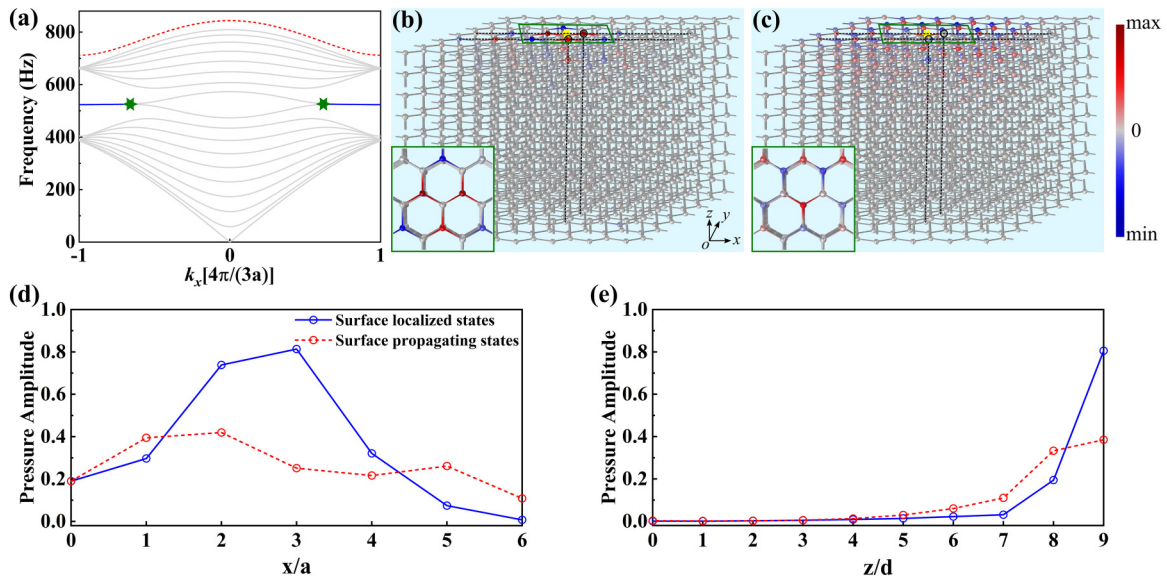 (a)
800
600
400
200
0
Frequency (Hz)
-1 0 1
kₓ[4π/(3a)]
(b)
z
y
o
x
(c)
max
0
min
(d)
1.0
0.8
0.6
0.4
0.2
0.0
Pressure Amplitude
Surface localized states
Surface propagating states
0 1 2 3 4 5 6
x/a
(e)
1.0
0.8
0.6
0.4
0.2
0.0
Pressure Amplitude
0 1 2 3 4 5 6 7 8 9
z/d